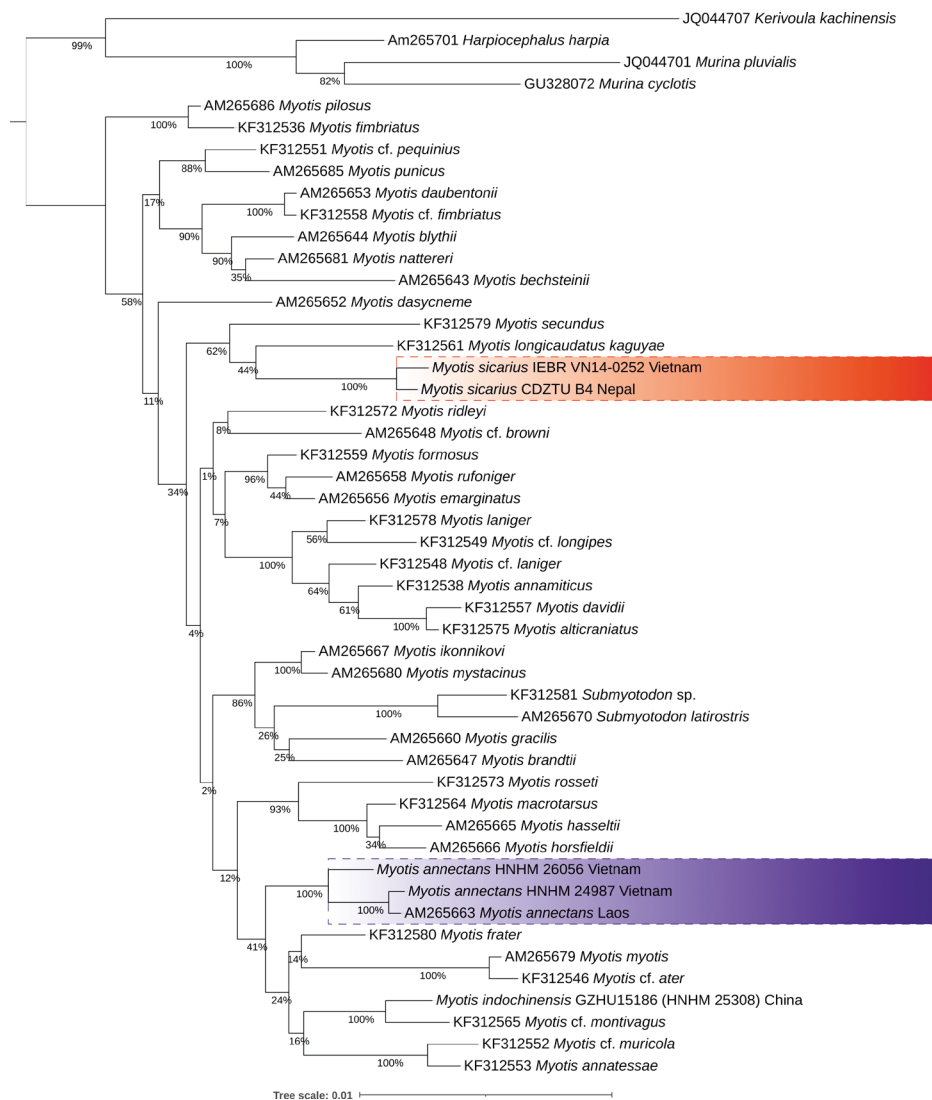 JQ044707 Kerivoula kachinensis
99%
Am265701 Harpiocephalus harpia
100%
JQ044701 Murina pluvialis
82%
GU328072 Murina cyclotis
AM265686 Myotis pilosus
100%
KF312536 Myotis fimbriatus
KF312551 Myotis cf. pequinius
88%
AM265685 Myotis punicus
17%
AM265653 Myotis daubentonii
100%
KF312558 Myotis cf. fimbriatus
90%
AM265644 Myotis blythii
90%
AM265681 Myotis nattereri
35%
AM265643 Myotis bechsteinii
58%
AM265652 Myotis dasycneme
KF312579 Myotis secundus
62%
KF312561 Myotis longicaudatus kaguyae
44%
Myotis sicarius IEBR VN14-0252 Vietnam
100%
Myotis sicarius CDZTU B4 Nepal
11%
KF312572 Myotis ridleyi
8%
AM265648 Myotis cf. browni
KF312559 Myotis formosus
1%
96%
AM265658 Myotis rufoniger
44%
AM265656 Myotis emarginatus
34%
7%
KF312578 Myotis laniger
56%
KF312549 Myotis cf. longipes
100%
KF312548 Myotis cf. laniger
64%
KF312538 Myotis annamiticus
61%
KF312557 Myotis davidii
100%
KF312575 Myotis alticraniatus
4%
AM265667 Myotis ikonnikovi
100%
AM265680 Myotis mystacinus
86%
KF312581 Submyotodon sp.
100%
AM265670 Submyotodon latirostris
26%
AM265660 Myotis gracilis
25%
AM265647 Myotis brandtii
2%
KF312573 Myotis rosseti
93%
KF312564 Myotis macrotarsus
100%
AM265665 Myotis hasseltii
34%
AM265666 Myotis horsfieldii
12%
Myotis annectans HNHM 26056 Vietnam
100%
Myotis annectans HNHM 24987 Vietnam
100%
AM265663 Myotis annectans Laos
41%
KF312580 Myotis frater
14%
AM265679 Myotis myotis
100%
KF312546 Myotis cf. ater
24%
Myotis indochinensis GZHU15186 (HNHM 25308) China
100%
KF312565 Myotis cf. montivagus
16%
KF312552 Myotis cf. muricola
100%
KF312553 Myotis annatessae
Tree scale: 0.01